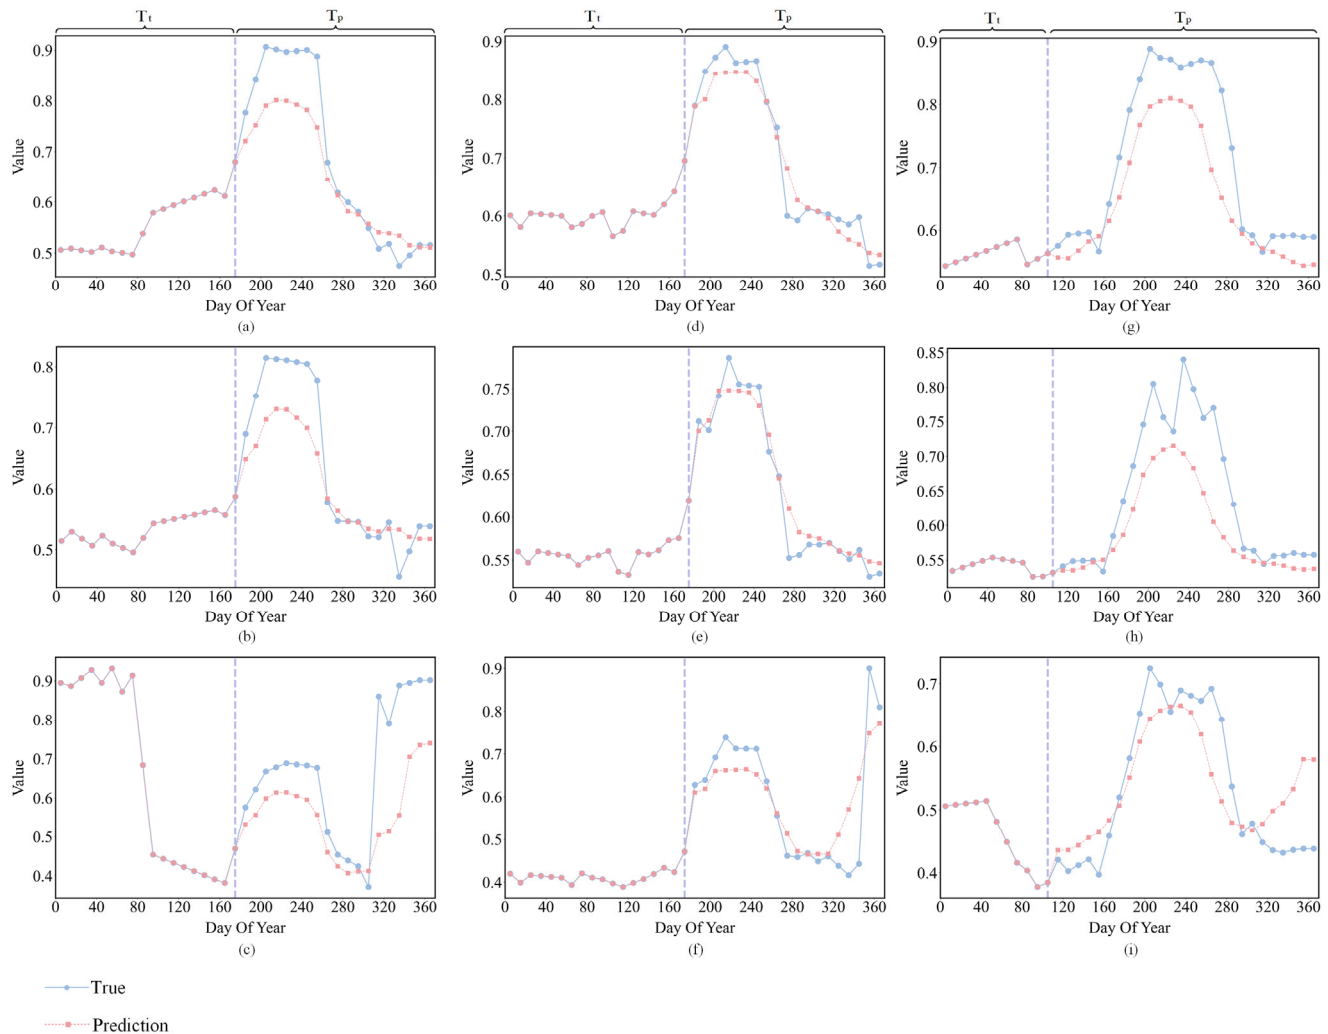 Tt Tp Tt Tp Tt Tp
0.9 0.8 0.7 0.6 0.5
Value
0 40 80 120 160 200 240 280 320 360
Day Of Year
(a)
0.9 0.8 0.7 0.6 0.5
Value
0 40 80 120 160 200 240 280 320 360
Day Of Year
(d)
0.9 0.8 0.7 0.6
Value
0 40 80 120 160 200 240 280 320 360
Day Of Year
(g)
0.8 0.7 0.6 0.5
Value
0 40 80 120 160 200 240 280 320 360
Day Of Year
(b)
0.75 0.70 0.65 0.60 0.55
Value
0 40 80 120 160 200 240 280 320 360
Day Of Year
(e)
0.85 0.80 0.70 0.65 0.60 0.55
Value
0 40 80 120 160 200 240 280 320 360
Day Of Year
(h)
0.9 0.8 0.7 0.6 0.5 0.4
Value
0 40 80 120 160 200 240 280 320 360
Day Of Year
(c)
0.9 0.8 0.7 0.6 0.5 0.4
Value
0 40 80 120 160 200 240 280 320 360
Day Of Year
(f)
0.7 0.6 0.5 0.4
Value
0 40 80 120 160 200 240 280 320 360
Day Of Year
(i)
True
Prediction